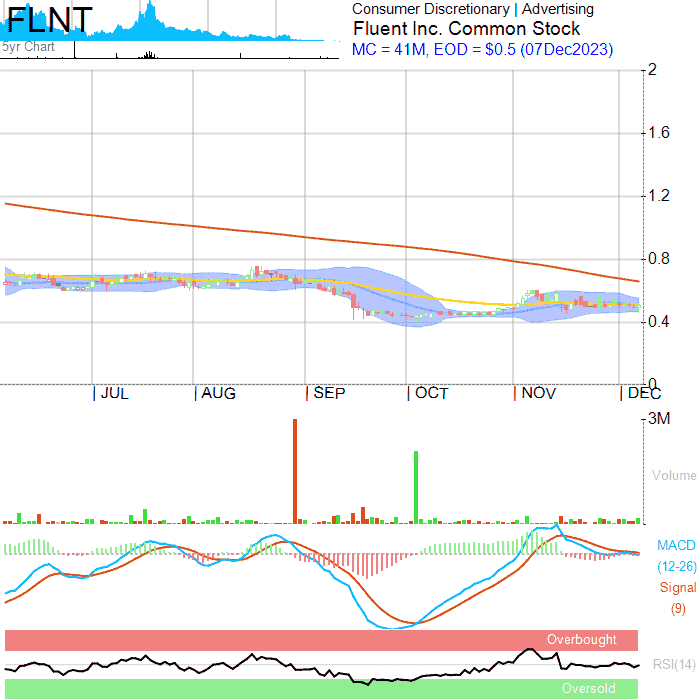 FLNT
5yr Chart
Consumer Discretionary | Advertising
Fluent Inc. Common Stock
MC = 41M, EOD = $0.5 (07Dec2023)
2
1.6
1.2
0.8
0.4
0
JUL AUG SEP OCT NOV DEC
3M
Volume
MACD
(12-26)
Signal
(9)
Overbought
RSI(14)
Oversold